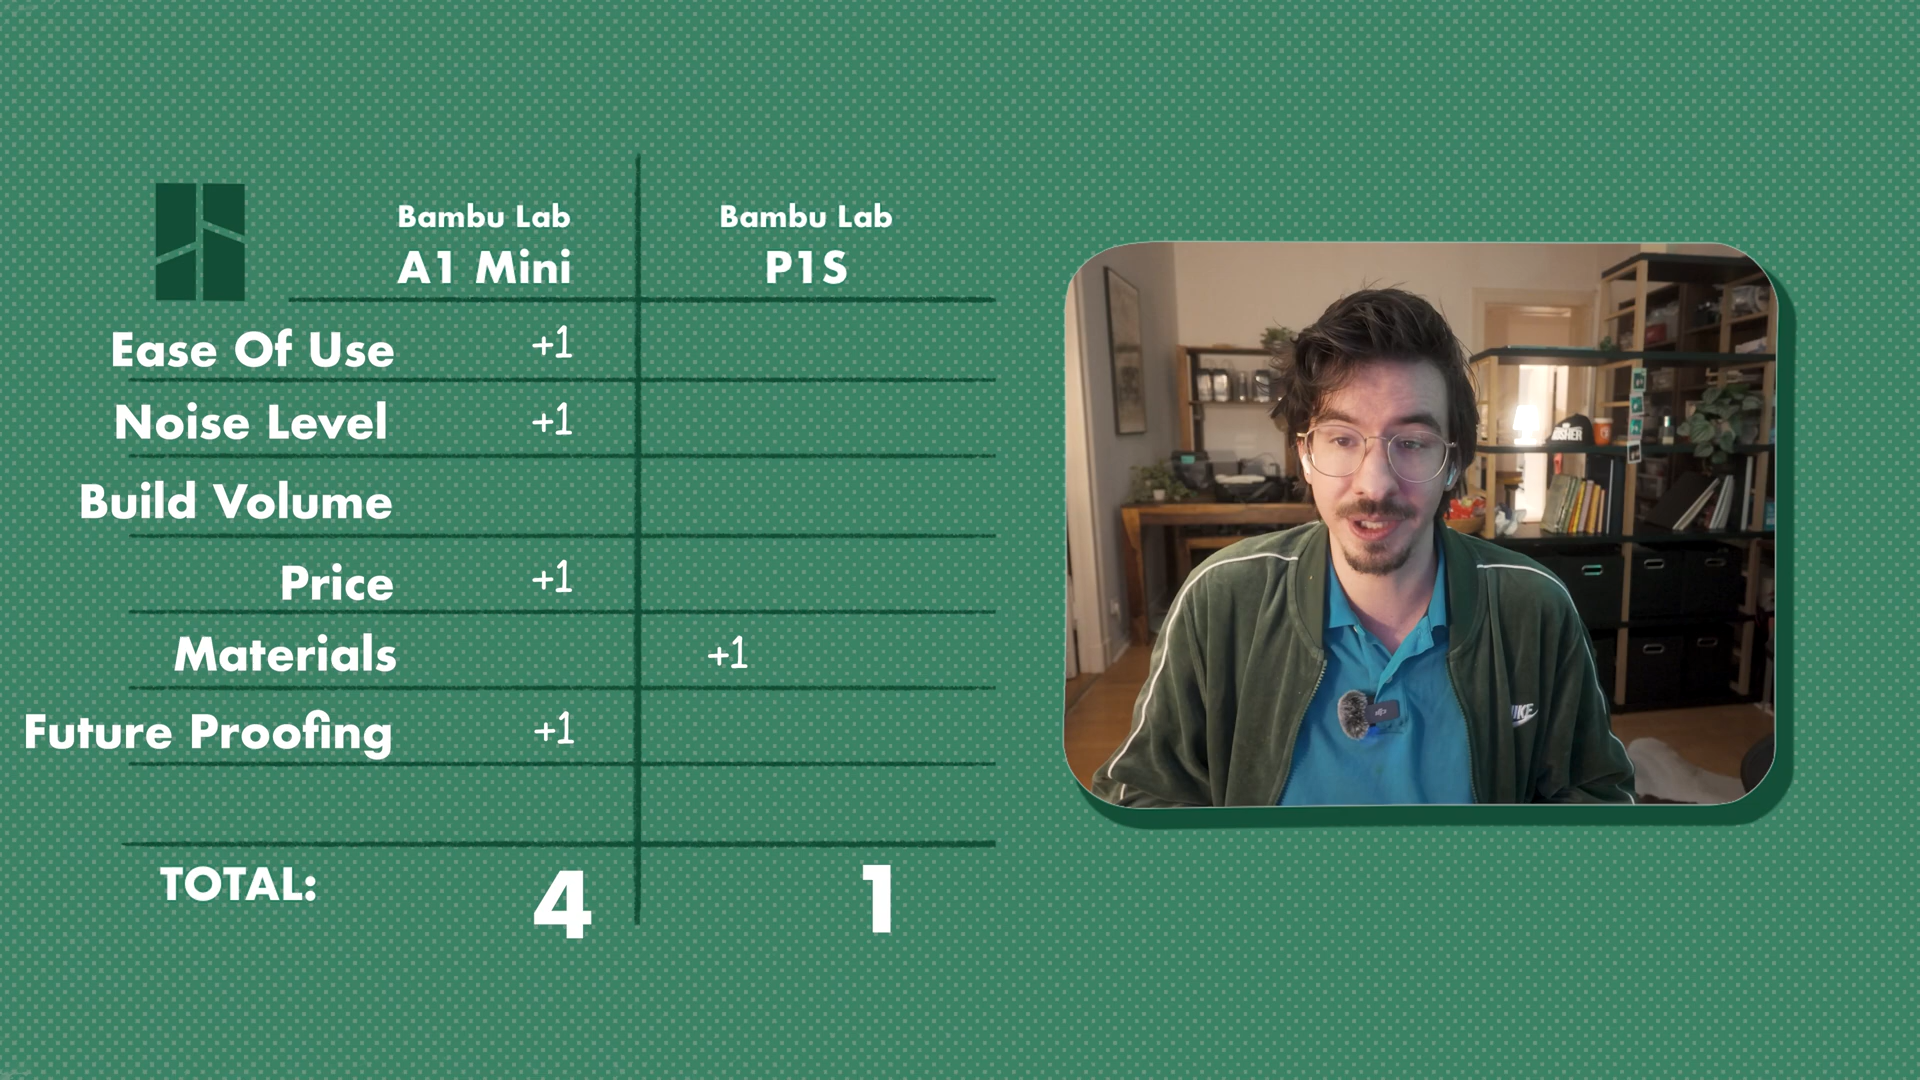 Bambu Lab
A1 Mini
Bambu Lab
P1S
Ease Of Use +1
Noise Level +1
Build Volume
Price +1
Materials +1
Future Proofing +1
TOTAL: 4 1